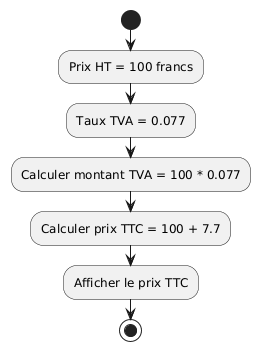 Prix HT = 100 francs
Taux TVA = 0.077
Calculer montant TVA = 100 * 0.077
Calculer prix TTC = 100 + 7.7
Afficher le prix TTC